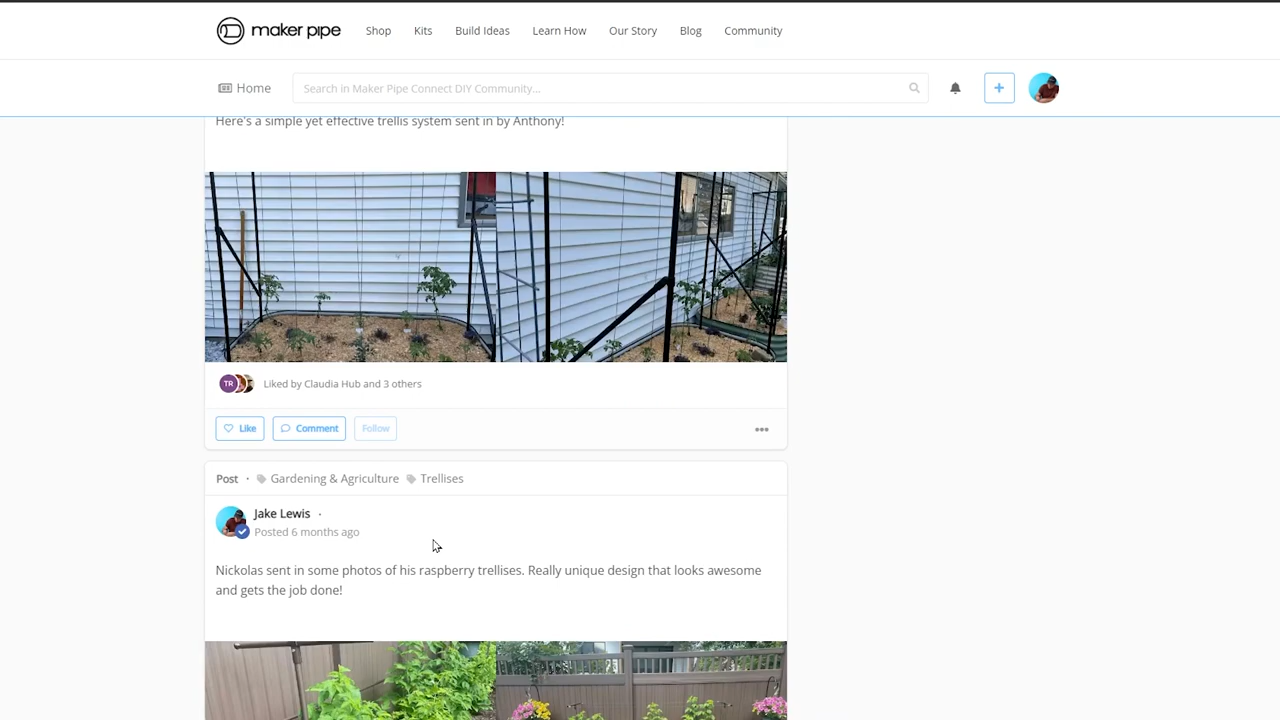 maker pipe Shop Kits Build Ideas Learn How Our Story Blog Community
Home Search in Maker Pipe Connect DIY Community... +
Here's a simple yet effective trellis system sent in by Anthony!
TR Liked by Claudia Hub and 3 others
Like Comment Follow •••
Post · Gardening & Agriculture Trellises
Jake Lewis ·
Posted 6 months ago
Nickolas sent in some photos of his raspberry trellises. Really unique design that looks awesome
and gets the job done!